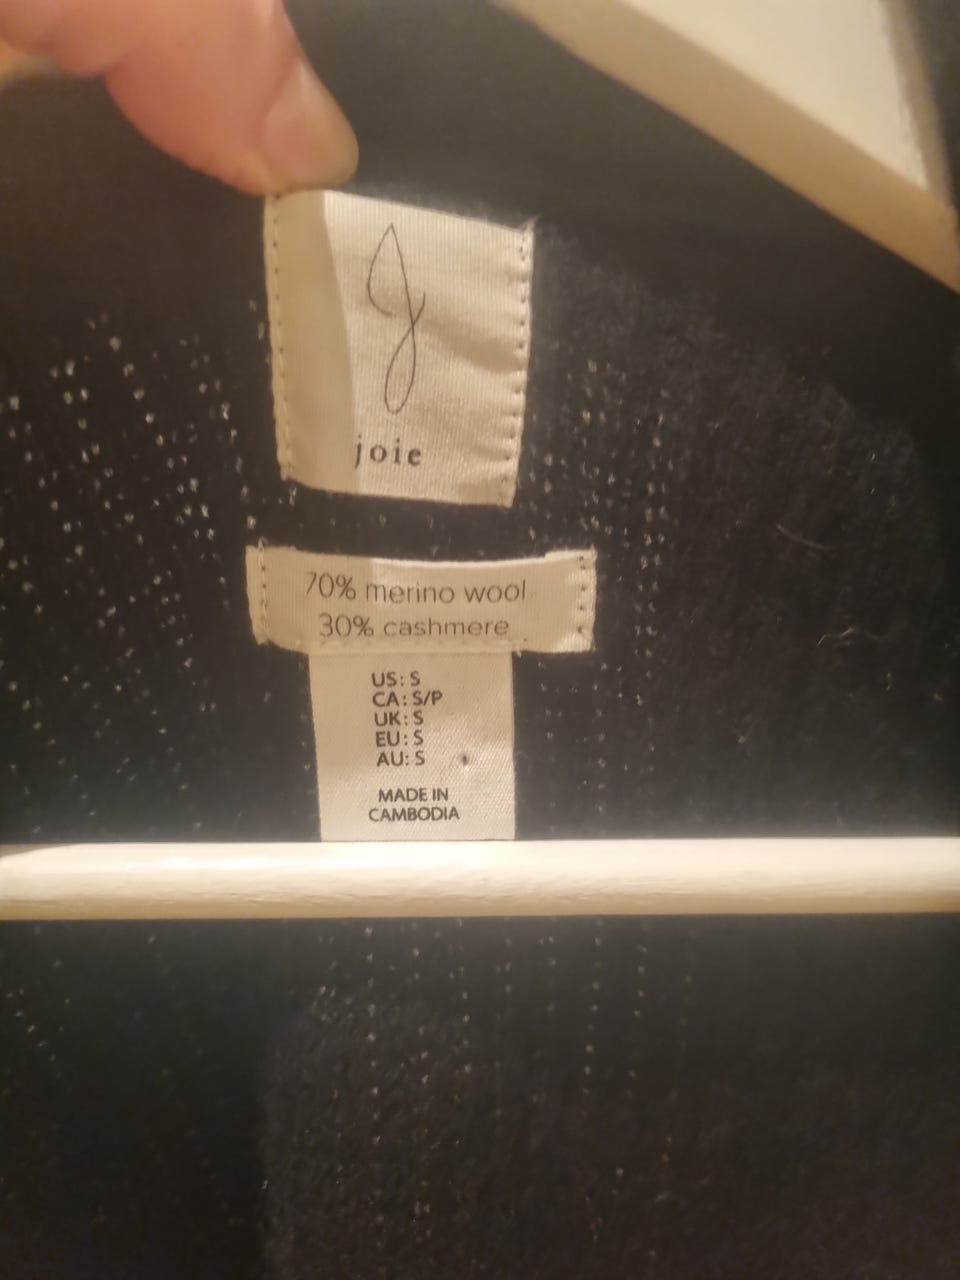 J
joie
70% merino wool
30% cashmere
US: S
CA: S/P
UK: S
EU: S
AU: S
MADE IN
CAMBODIA